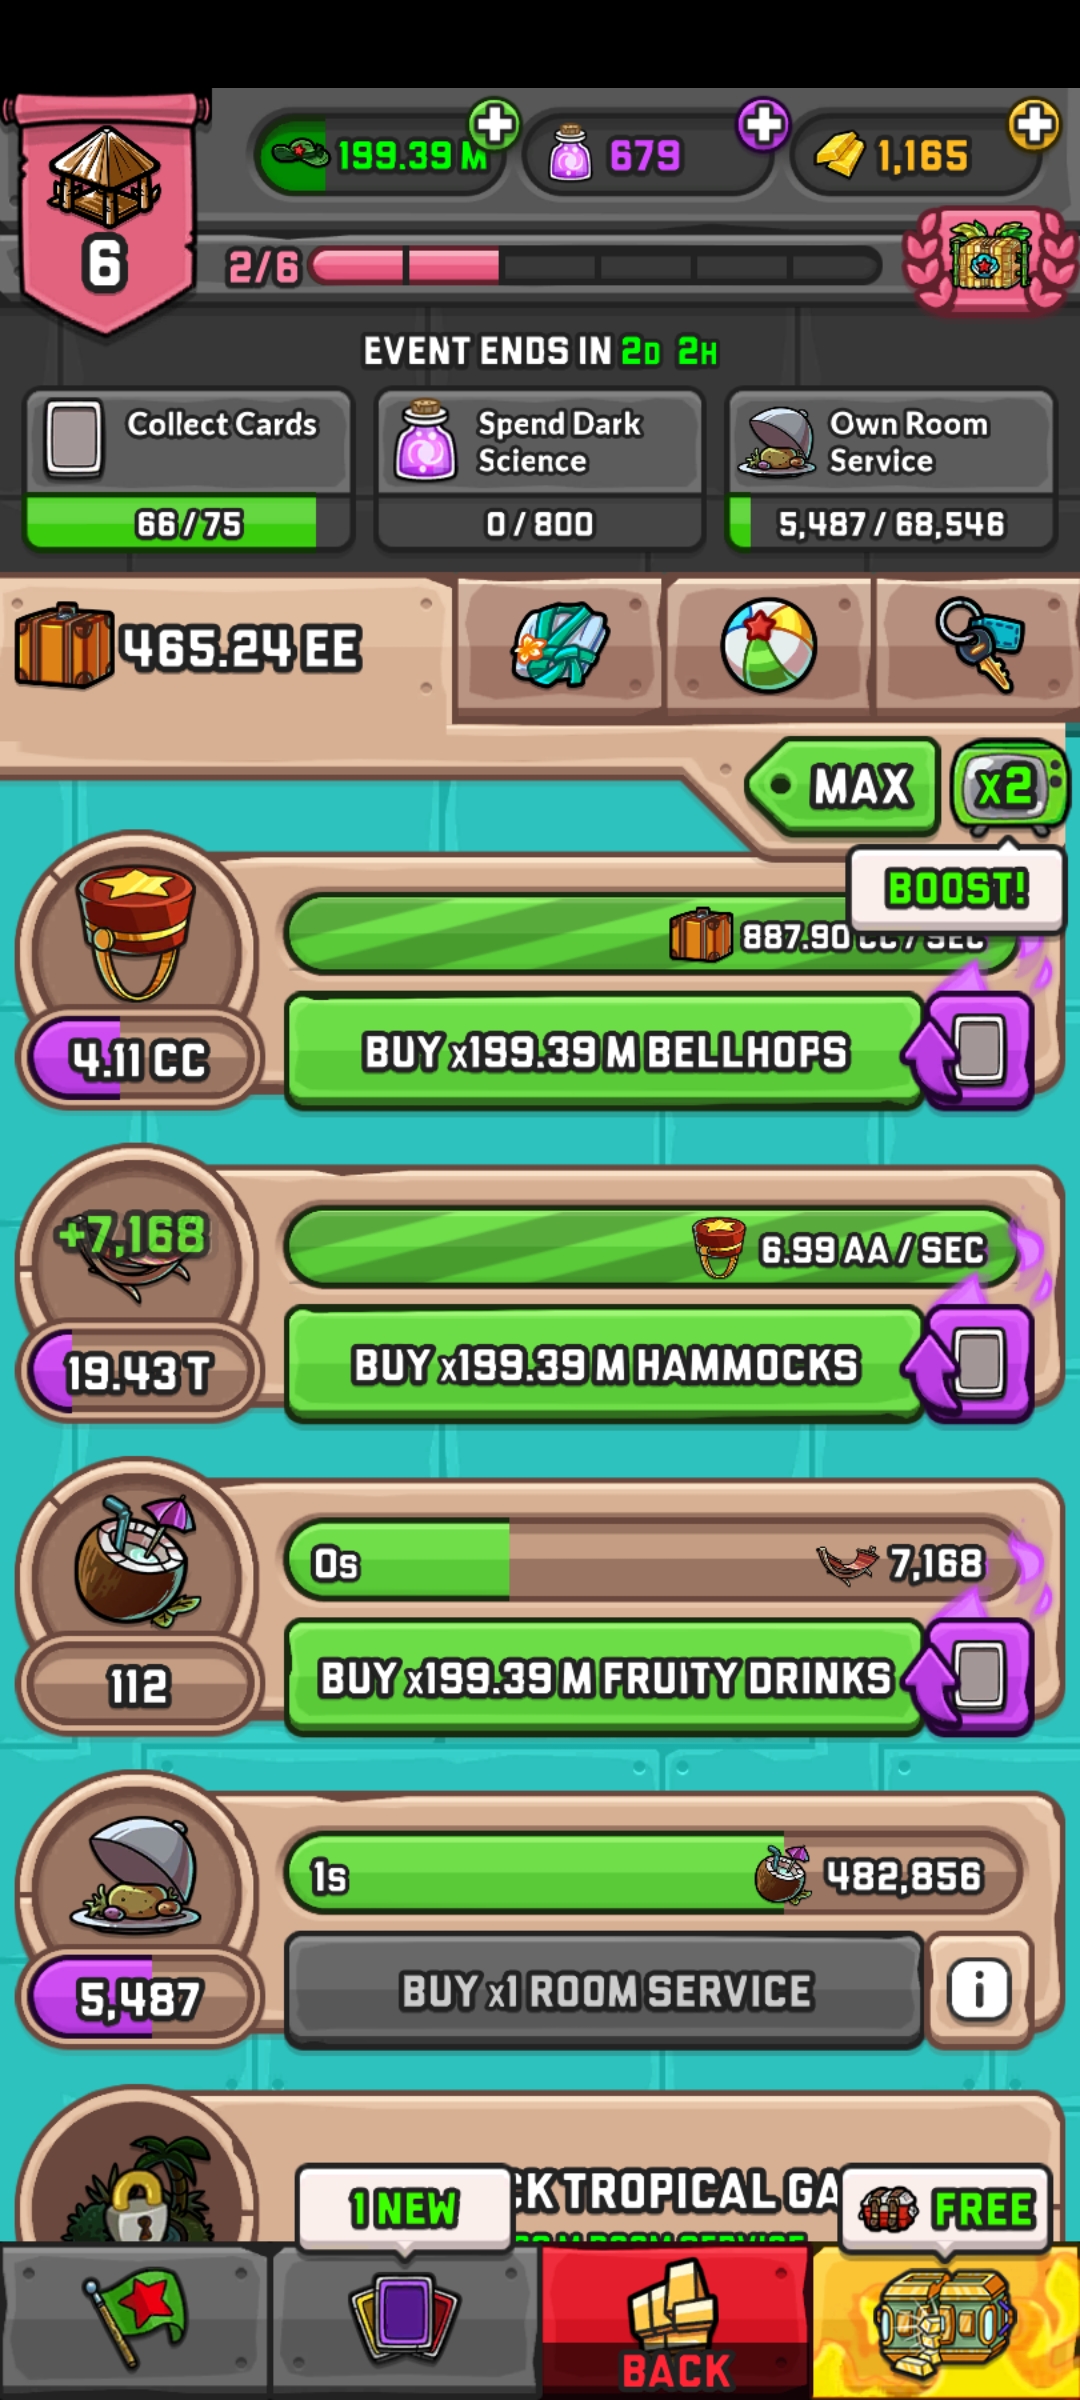 199.39 M
679
1,165
6
2/6
EVENT ENDS IN 2D 2H
Collect Cards
66/75
Spend Dark
Science
0/800
Own Room
Service
5,487/68,546
465.24 EE
MAX
x2
BOOST!
887.90 CC/SEC
4.11 CC
BUY x199.39 M BELLHOPS
+7,168
6.99 AA/SEC
19.43 T
BUY x199.39 M HAMMOCKS
0s
7,168
112
BUY x199.39 M FRUITY DRINKS
1s
482,856
5,487
BUY x1 ROOM SERVICE
i
TROPICAL
1 NEW
FREE
ROOM SERVICE
BACK